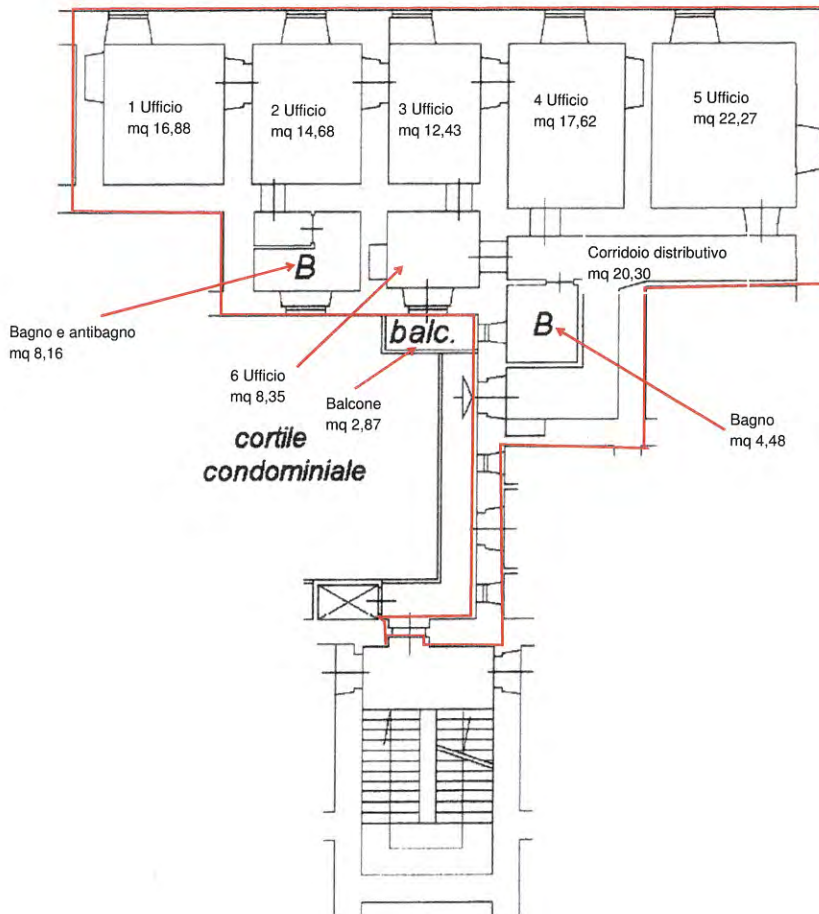 1 Ufficio
mq 16,88
2 Ufficio
mq 14,68
3 Ufficio
mq 12,43
4 Ufficio
mq 17,62
5 Ufficio
mq 22,27
Corridoio distributivo
mq 20,30
B
B
balc.
Bagno e antibagno
mq 8,16
6 Ufficio
mq 8,35
Balcone
mq 2,87
Bagno
mq 4,48
cortile
condominiale